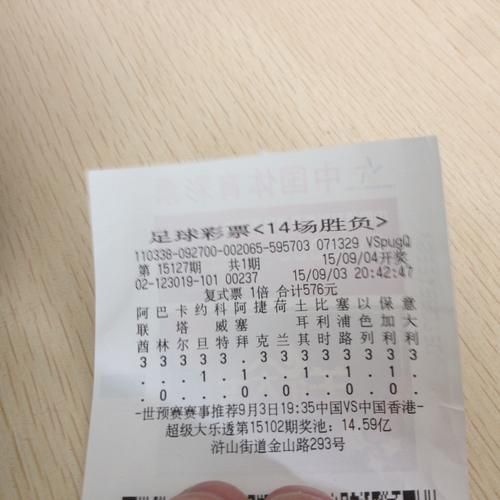 足球彩票<14场胜负>
110338-092700-002065-595703 071329 VSpugQ
第 15127期 共1期 15/09/04开奖
02-123019-101 00237 15/09/03 20:42:47
复式票 1倍 合计576元
阿巴卡约科阿捷荷土比塞以保意
联 塔 威塞 耳利浦色加大
酋林尔旦特拜克兰其时路列利利
3 3 3 3 3 . 3 3 3 3 3 3 3 3
. . . 1 . 1 . . 1 . 1 . 1 .
. 0 . . . 0 . 0 . 0 . 0 . 0 .
-世预赛赛事推荐9月3日19:35中国VS中国香港-
超级大乐透第15102期奖池: 14.59亿
浒山街道金山路293号